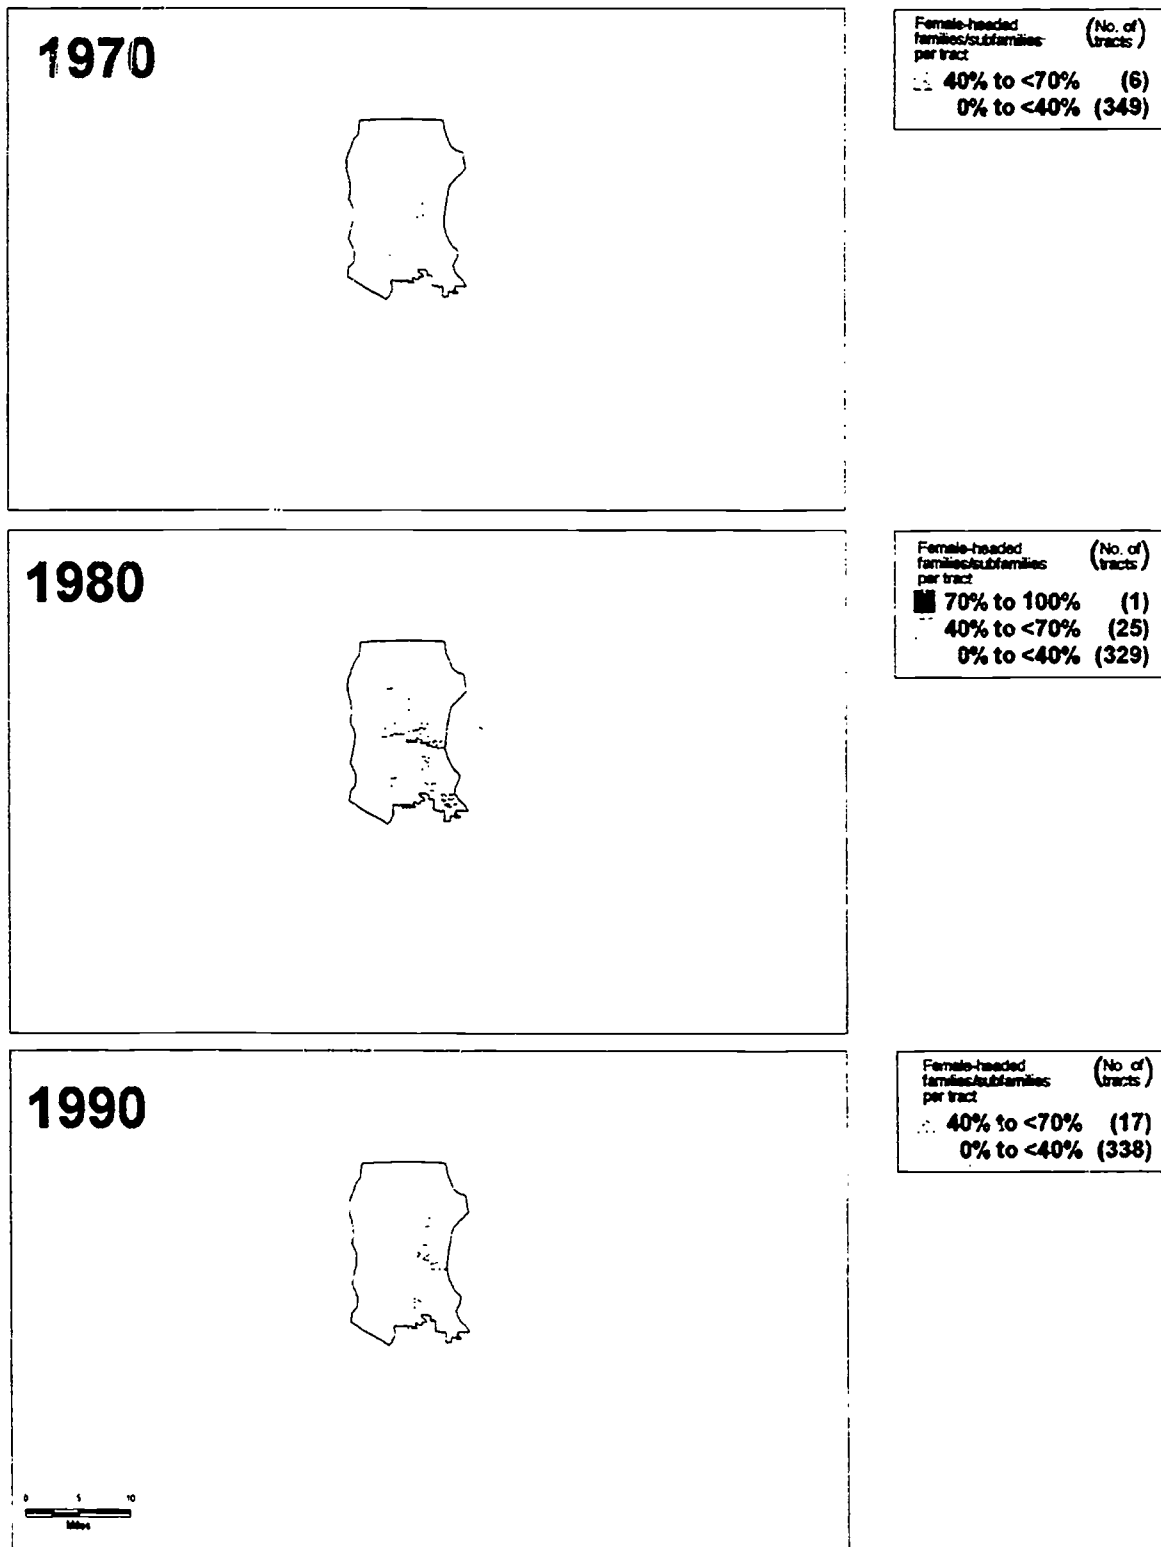 1970
Female-headed families/subfamilies per tract (No. of tracts)
40% to <70% (6)
0% to <40% (349)
1980
Female-headed families/subfamilies per tract (No. of tracts)
70% to 100% (1)
40% to <70% (25)
0% to <40% (329)
1990
Female-headed families/subfamilies per tract (No of tracts)
40% to <70% (17)
0% to <40% (338)
0 5 10
Miles